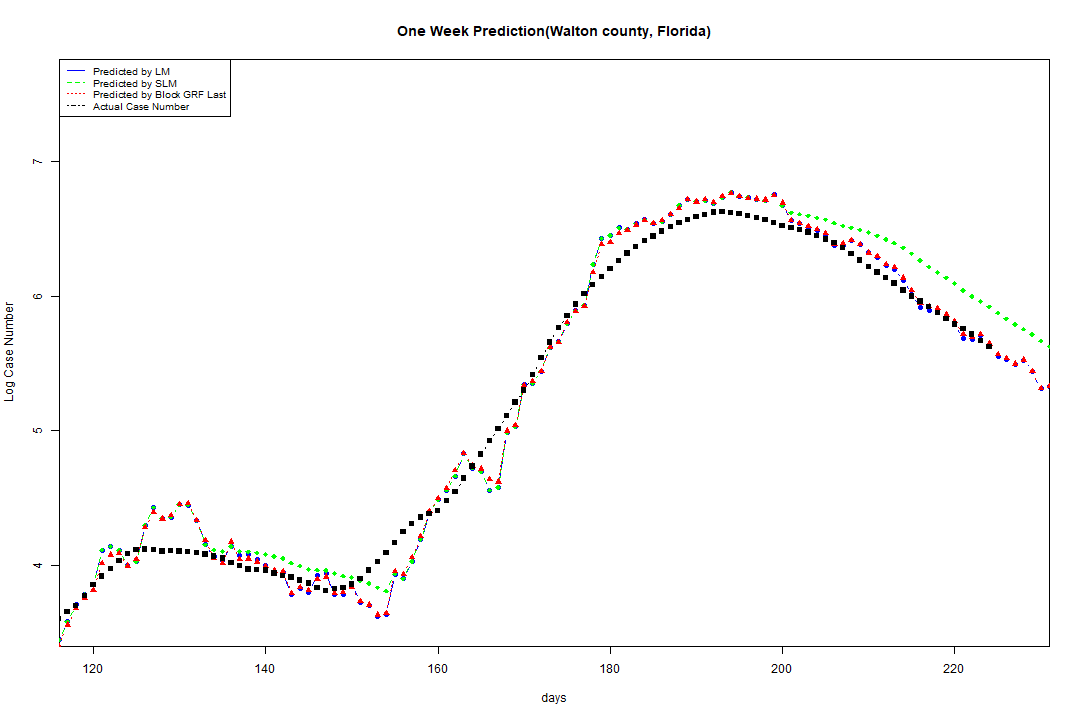 One Week Prediction(Walton county, Florida)
Predicted by LM
Predicted by SLM
Predicted by Block GRF Last
Actual Case Number
7
6
5
4
Log Case Number
120 140 160 180 200 220
days